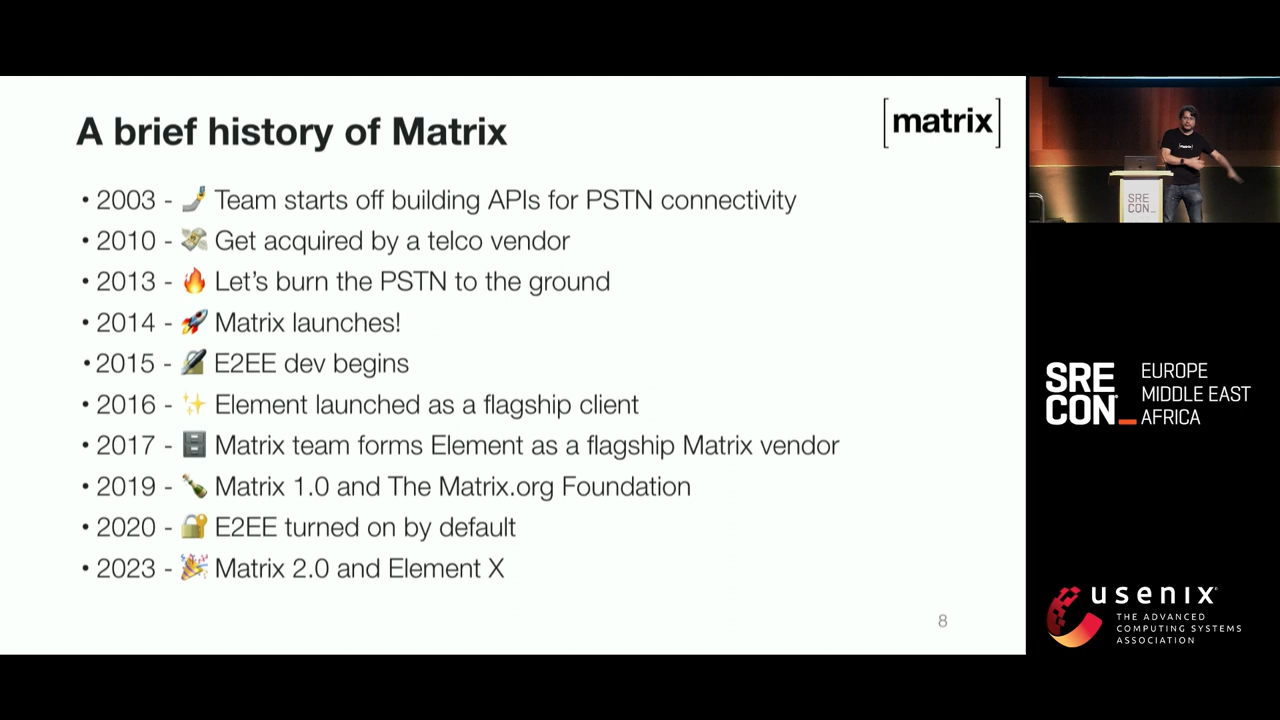 A brief history of Matrix
[matrix]
• 2003 - 🤳 Team starts off building APIs for PSTN connectivity
• 2010 - 💸 Get acquired by a telco vendor
• 2013 - 🔥 Let's burn the PSTN to the ground
• 2014 - 🚀 Matrix launches!
• 2015 - 🔏 E2EE dev begins
• 2016 - ✨ Element launched as a flagship client
• 2017 - 🗄️ Matrix team forms Element as a flagship Matrix vendor
• 2019 - 🍾 Matrix 1.0 and The Matrix.org Foundation
• 2020 - 🔐 E2EE turned on by default
• 2023 - 🎉 Matrix 2.0 and Element X
8
[matrix]
SRE
CON_
SRE
CON_
EUROPE
MIDDLE EAST
AFRICA
usenix
THE ADVANCED
COMPUTING SYSTEMS
ASSOCIATION